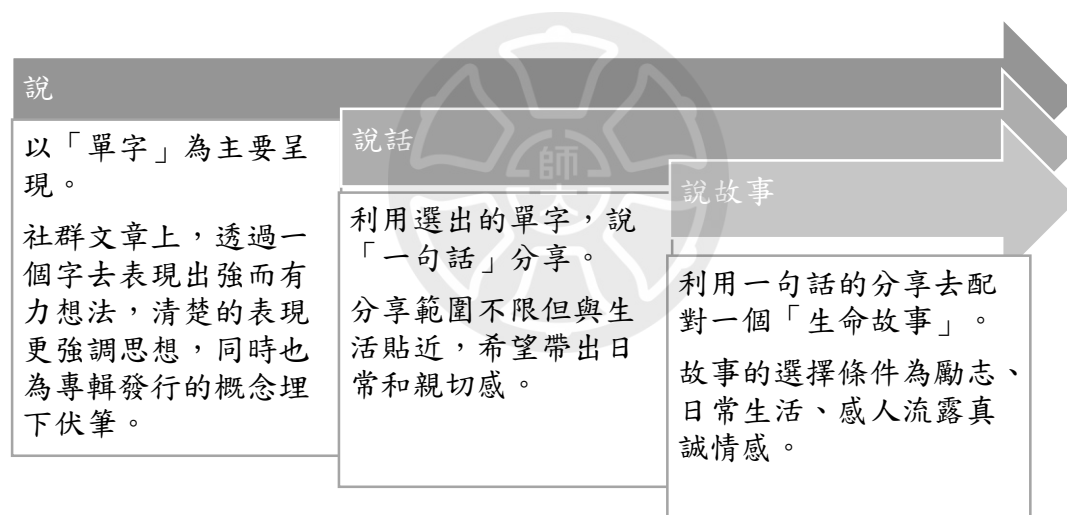 說
以「單字」為主要呈
現。
社群文章上，透過一
個字去表現出強而有
力想法，清楚的表現
更強調思想，同時也
為專輯發行的概念埋
下伏筆。
說話
利用選出的單字，說
「一句話」分享。
分享範圍不限但與生
活貼近，希望帶出日
常和親切感。
說故事
利用一句話的分享去配
對一個「生命故事」。
故事的選擇條件為勵志、
日常生活、感人流露真
誠情感。
師大